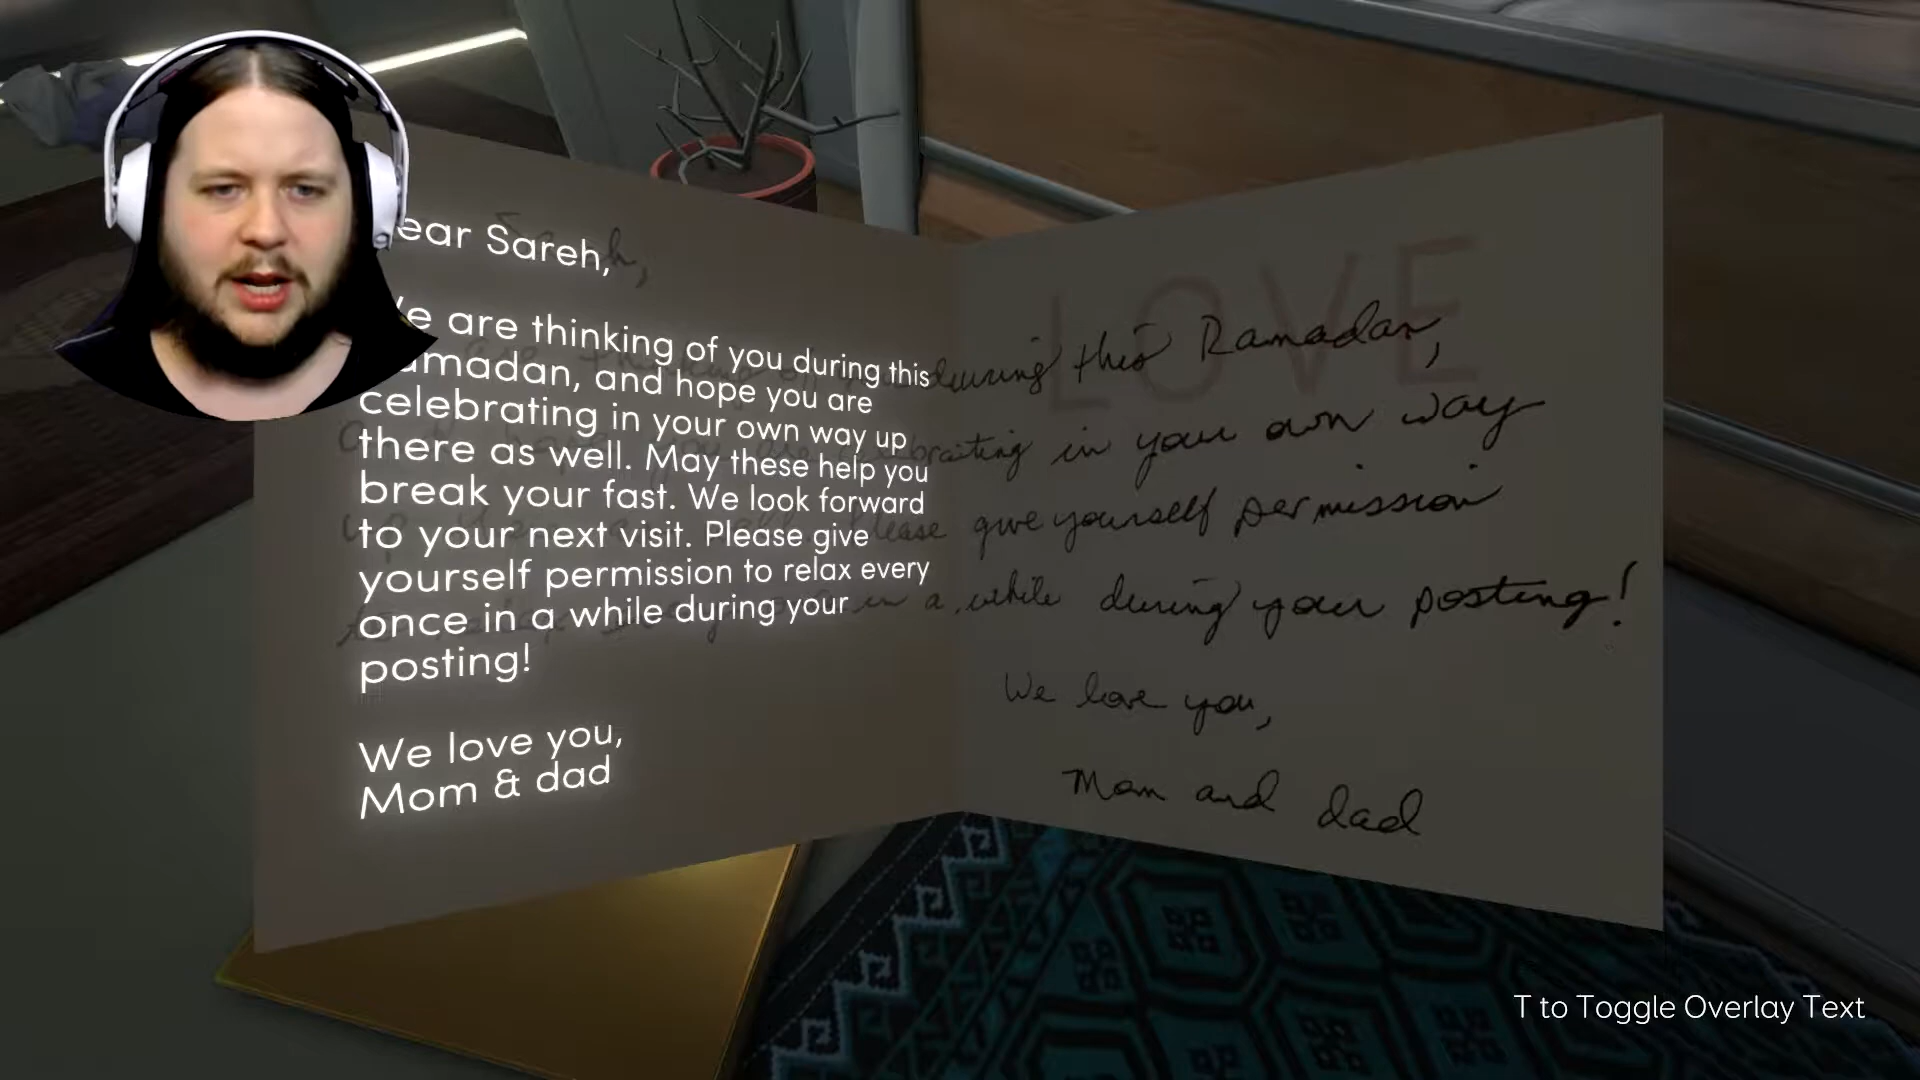 ear Sareh,
e are thinking of you during this
amadan, and hope you are
celebrating in your own way up
there as well. May these help you
break your fast. We look forward
to your next visit. Please give
yourself permission to relax every
once in a while during your
posting!
We love you,
Mom & dad
LOVE
during this Ramadan,
in your own way
give yourself permission
in a while during your posting!
We love you,
Mom and dad
T to Toggle Overlay Text